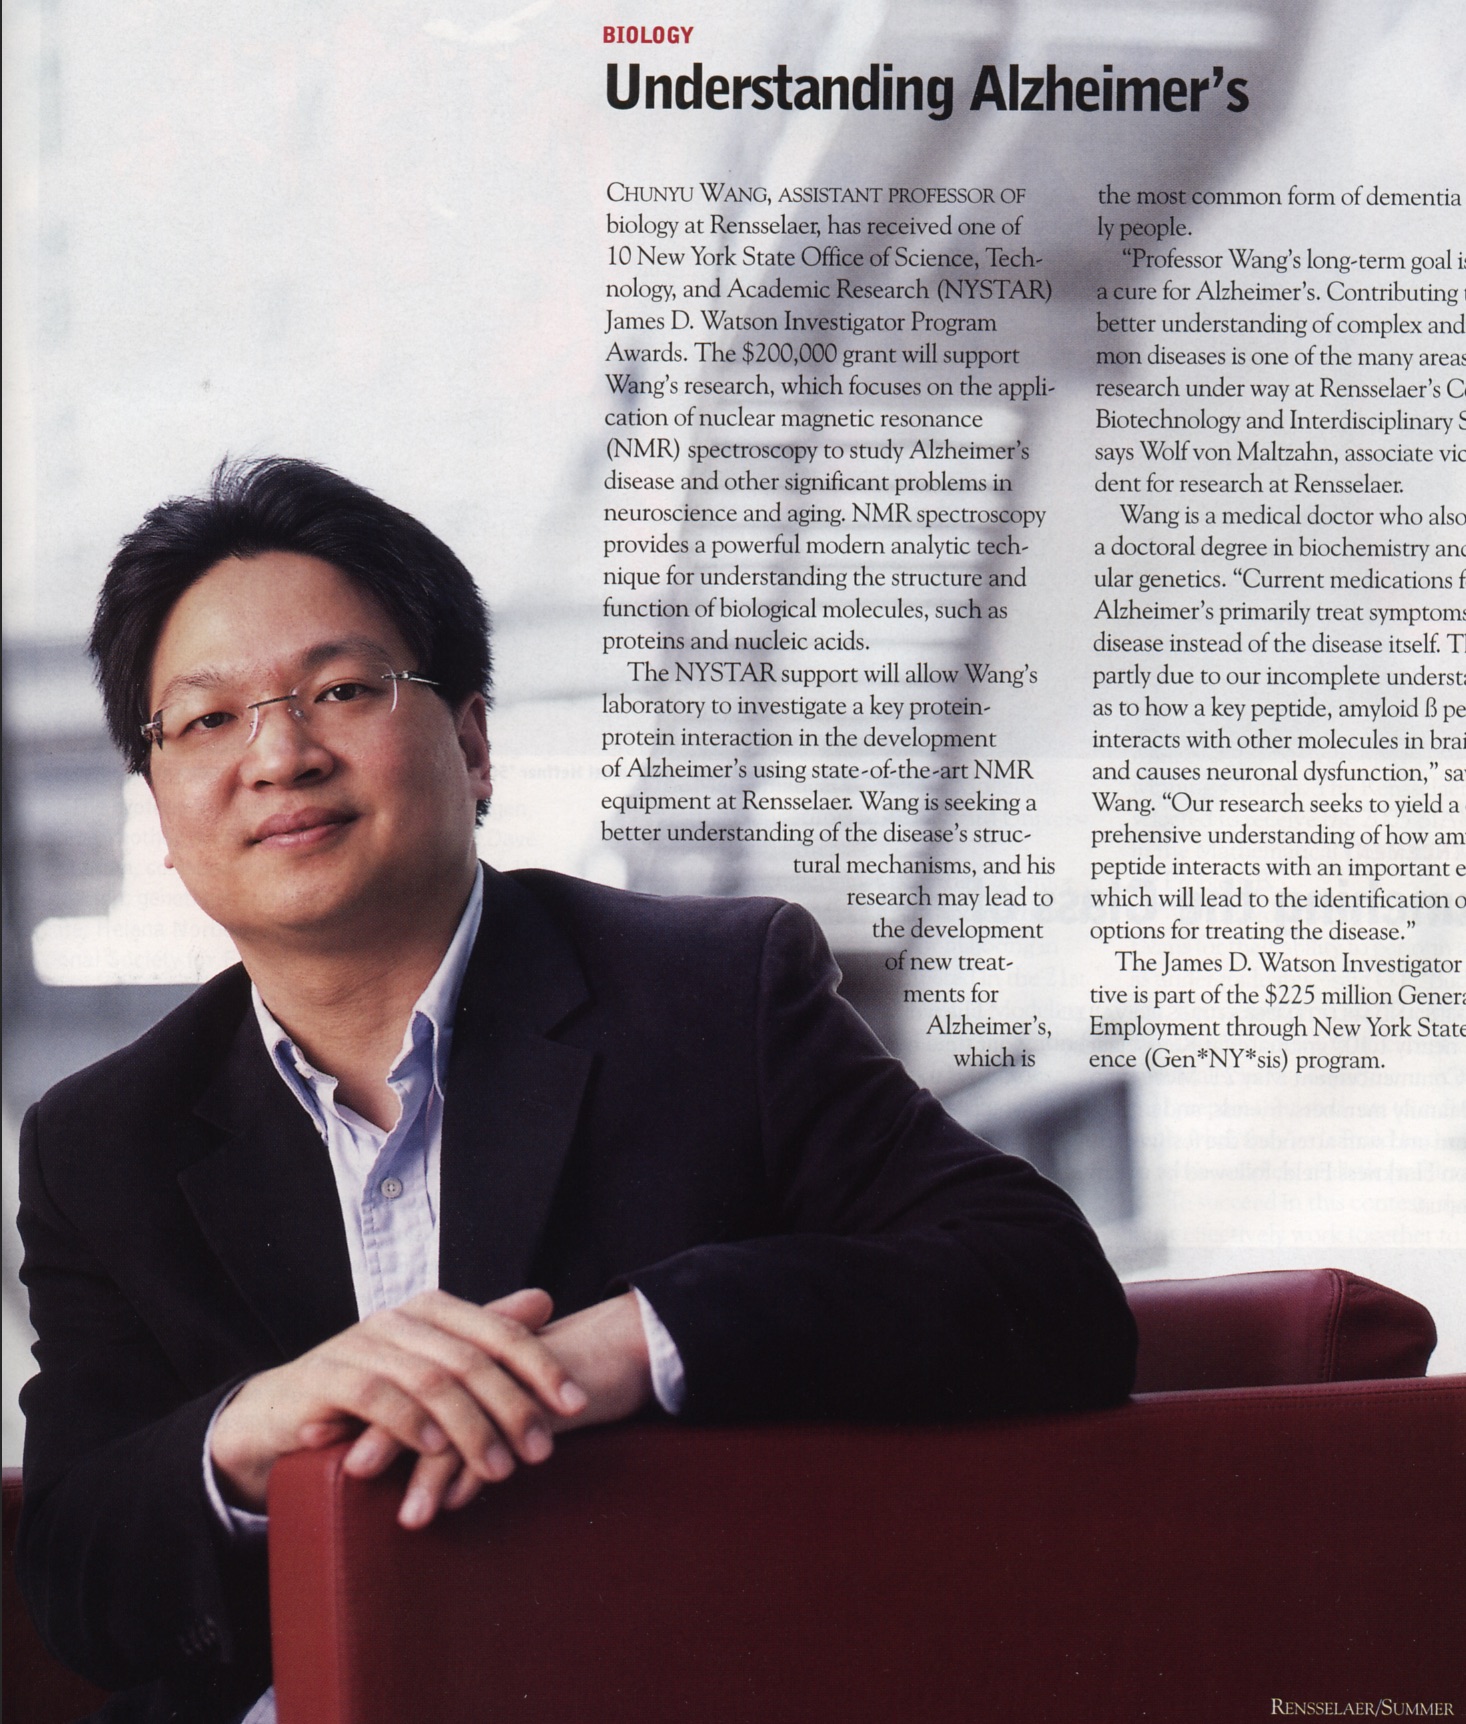 BIOLOGY
Understanding Alzheimer's
CHUNYU WANG, ASSISTANT PROFESSOR OF
biology at Rensselaer, has received one of
10 New York State Office of Science, Tech-
nology, and Academic Research (NYSTAR)
James D. Watson Investigator Program
Awards. The $200,000 grant will support
Wang's research, which focuses on the appli-
cation of nuclear magnetic resonance
(NMR) spectroscopy to study Alzheimer's
disease and other significant problems in
neuroscience and aging. NMR spectroscopy
provides a powerful modern analytic tech-
nique for understanding the structure and
function of biological molecules, such as
proteins and nucleic acids.
The NYSTAR support will allow Wang's
laboratory to investigate a key protein-
protein interaction in the development
of Alzheimer's using state-of-the-art NMR
equipment at Rensselaer. Wang is seeking a
better understanding of the disease's struc-
tural mechanisms, and his
research may lead to
the development
of new treat-
ments for
Alzheimer's,
which is
the most common form of dementia
ly people.
"Professor Wang's long-term goal is
a cure for Alzheimer's. Contributing
better understanding of complex and
mon diseases is one of the many areas
research under way at Rensselaer's
Biotechnology and Interdisciplinary
says Wolf von Maltzahn, associate vic
dent for research at Rensselaer.
Wang is a medical doctor who also
a doctoral degree in biochemistry and
ular genetics. "Current medications
Alzheimer's primarily treat symptoms
disease instead of the disease itself.
partly due to our incomplete understa
as to how a key peptide, amyloid ß pe
interacts with other molecules in brai
and causes neuronal dysfunction," sa
Wang. "Our research seeks to yield a
prehensive understanding of how am
peptide interacts with an important e
which will lead to the identification o
options for treating the disease."
The James D. Watson Investigator
tive is part of the $225 million Genera
Employment through New York State
ence (Gen*NY*sis) program.
RENSSELAER/SUMMER